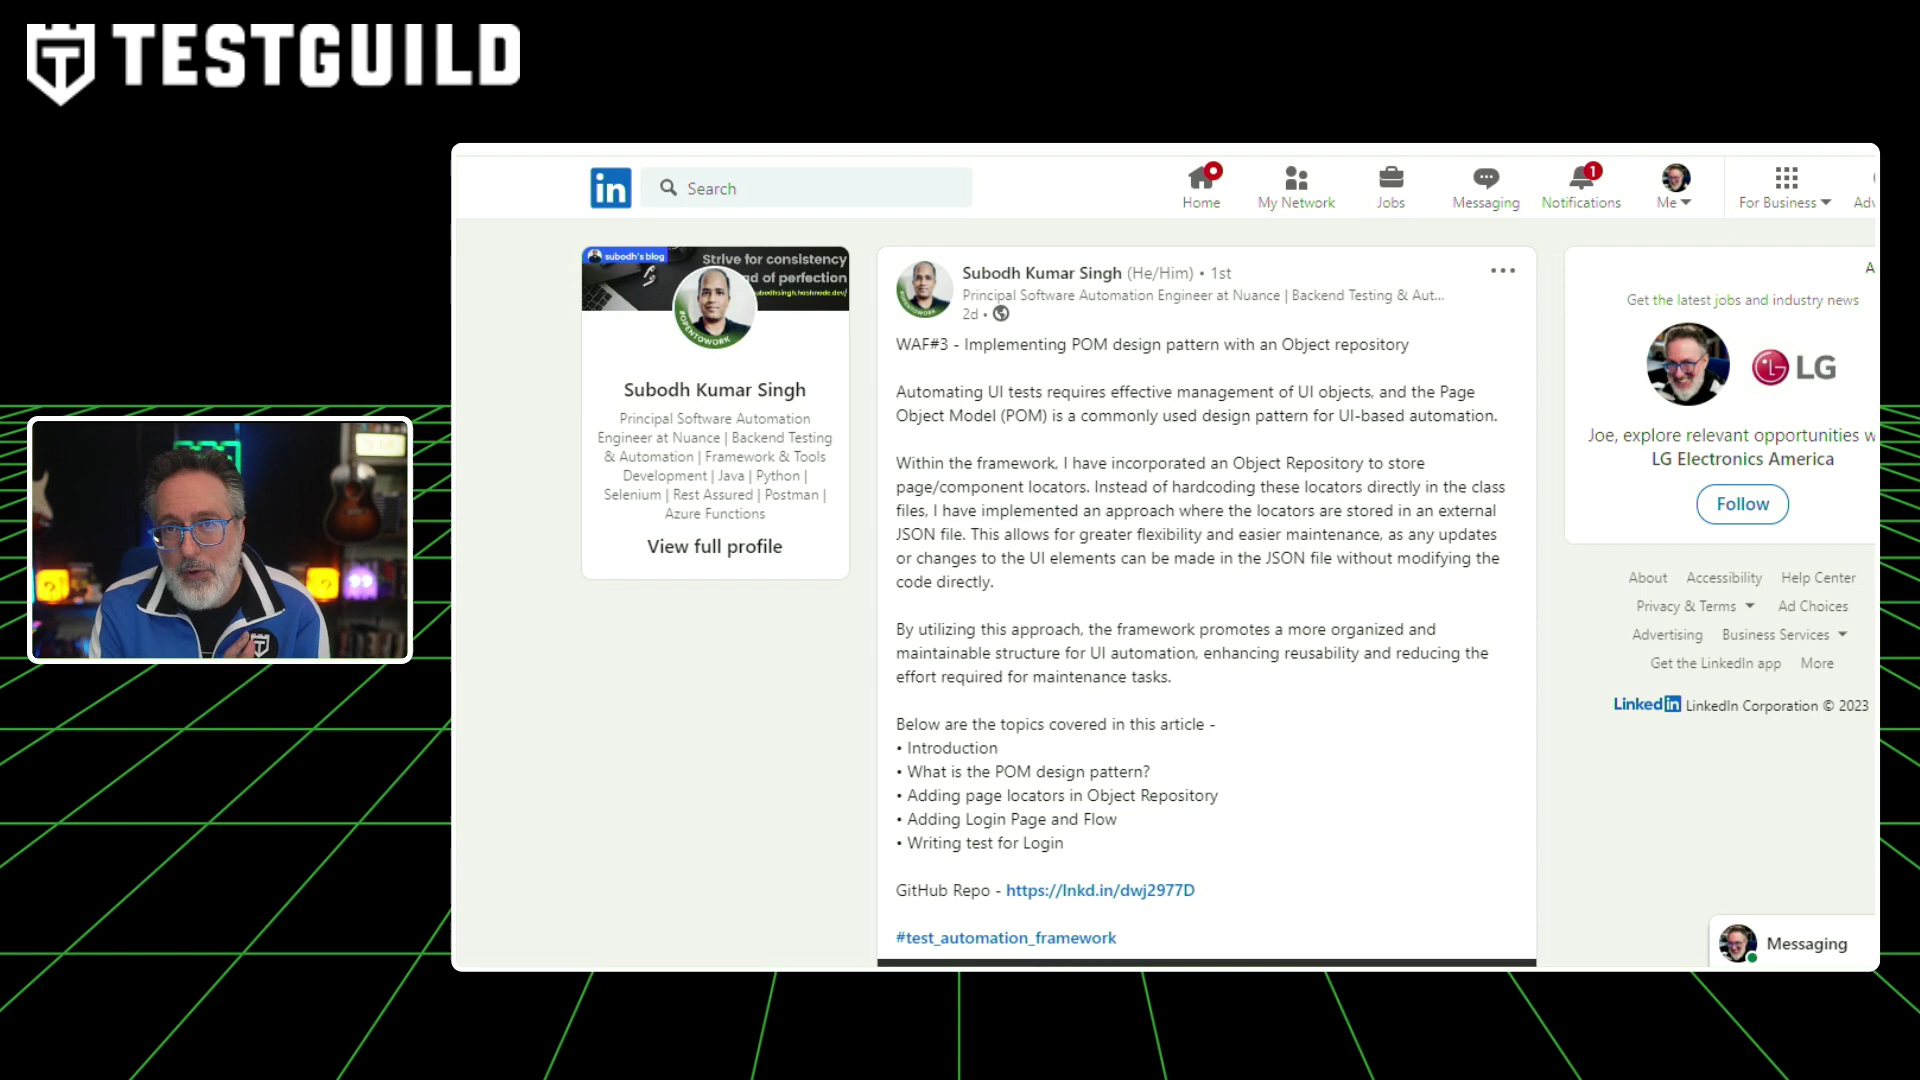 TESTGUILD
in
Search
Home
My Network
Jobs
Messaging
1
Notifications
Me
For Business
subodh's blog
Strive for consistency
ad of perfection
subodhsingh.hashnode.dev/
#OPENTOWORK
Subodh Kumar Singh
Principal Software Automation
Engineer at Nuance | Backend Testing
& Automation | Framework & Tools
Development | Java | Python |
Selenium | Rest Assured | Postman |
Azure Functions
View full profile
Subodh Kumar Singh (He/Him) • 1st
Principal Software Automation Engineer at Nuance | Backend Testing & Aut...
2d •
WAF#3 - Implementing POM design pattern with an Object repository
Automating UI tests requires effective management of UI objects, and the Page
Object Model (POM) is a commonly used design pattern for UI-based automation.
Within the framework, I have incorporated an Object Repository to store
page/component locators. Instead of hardcoding these locators directly in the class
files, I have implemented an approach where the locators are stored in an external
JSON file. This allows for greater flexibility and easier maintenance, as any updates
or changes to the UI elements can be made in the JSON file without modifying the
code directly.
By utilizing this approach, the framework promotes a more organized and
maintainable structure for UI automation, enhancing reusability and reducing the
effort required for maintenance tasks.
Below are the topics covered in this article -
• Introduction
• What is the POM design pattern?
• Adding page locators in Object Repository
• Adding Login Page and Flow
• Writing test for Login
GitHub Repo - https://lnkd.in/dwj2977D
#test_automation_framework
Get the latest jobs and industry news
LG
Joe, explore relevant opportunities w
LG Electronics America
Follow
About Accessibility Help Center
Privacy & Terms Ad Choices
Advertising Business Services
Get the LinkedIn app More
LinkedIn LinkedIn Corporation © 2023
Messaging